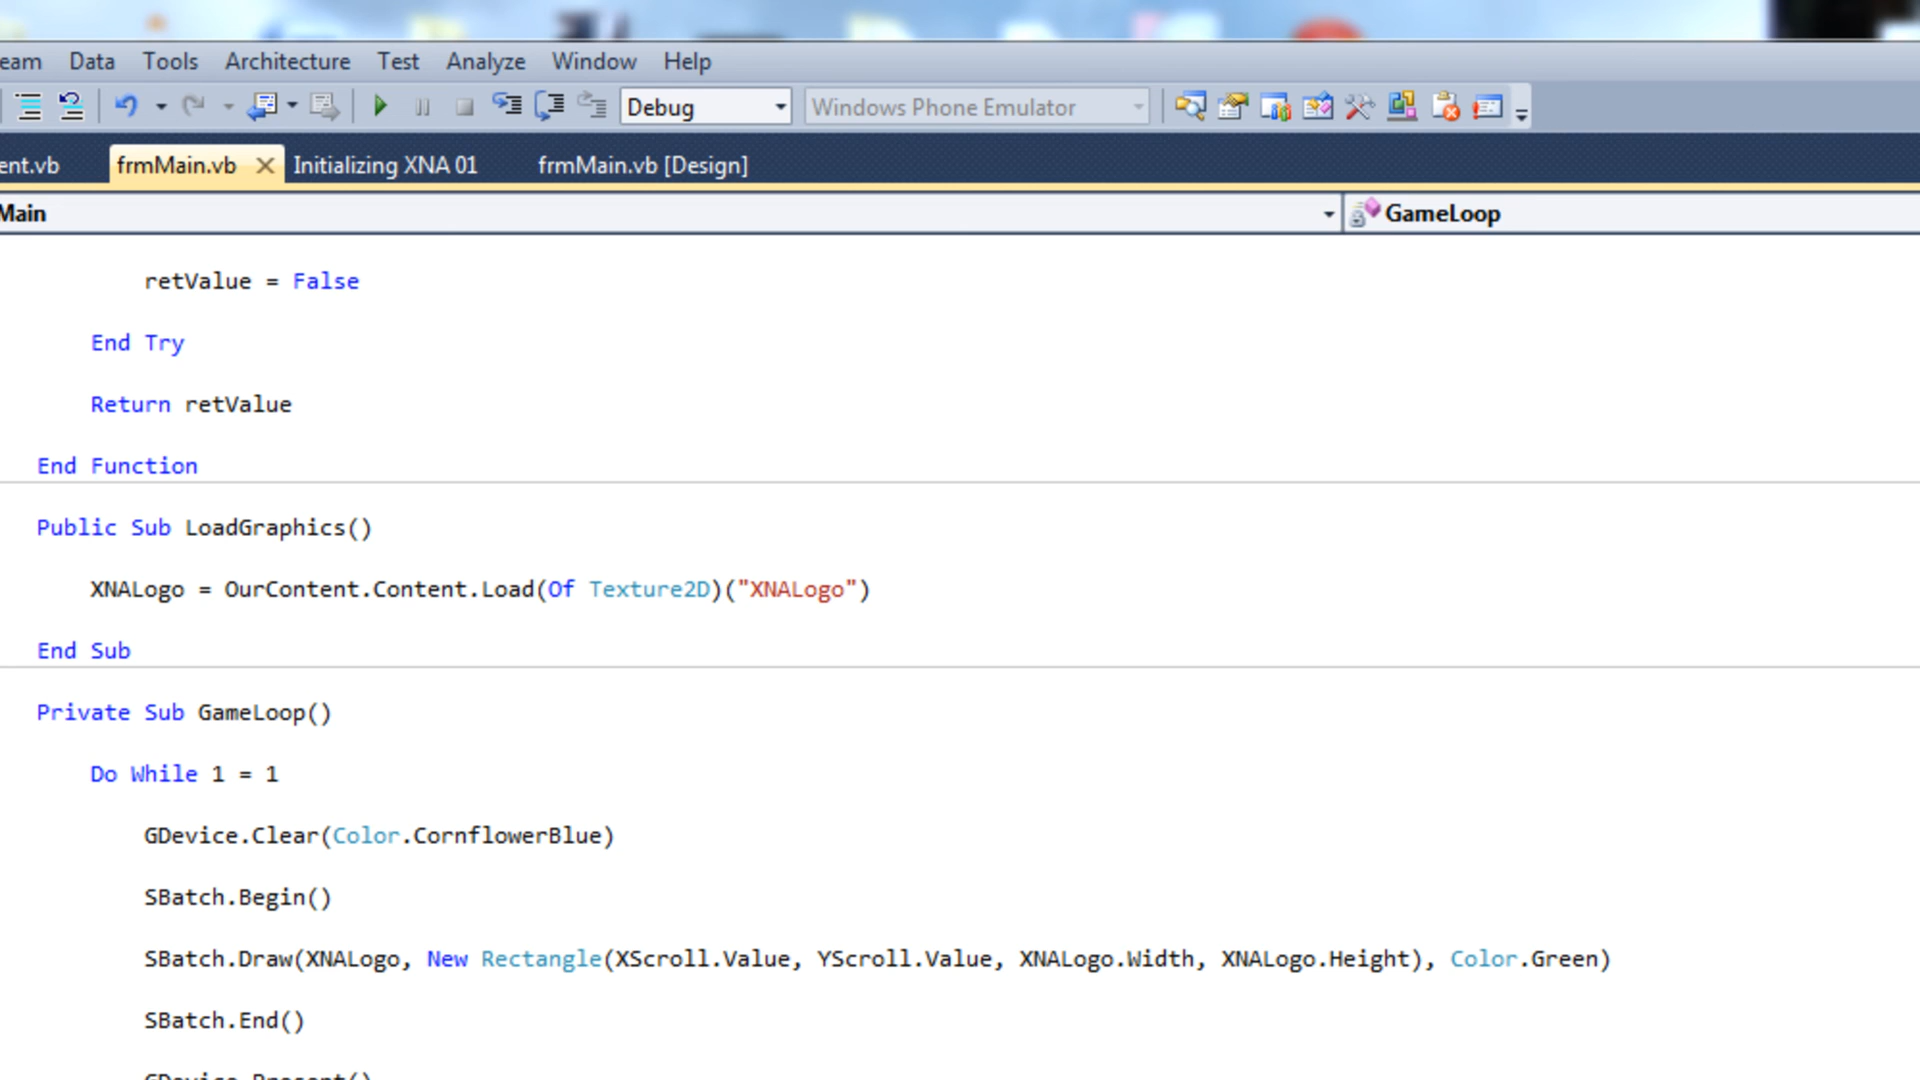 eam Data Tools Architecture Test Analyze Window Help
Debug Windows Phone Emulator
ent.vb frmMain.vb Initializing XNA 01 frmMain.vb [Design]
Main GameLoop
retValue = False
End Try
Return retValue
End Function
Public Sub LoadGraphics()
XNALogo = OurContent.Content.Load(Of Texture2D)("XNALogo")
End Sub
Private Sub GameLoop()
Do While 1 = 1
GDevice.Clear(Color.CornflowerBlue)
SBatch.Begin()
SBatch.Draw(XNALogo, New Rectangle(XScroll.Value, YScroll.Value, XNALogo.Width, XNALogo.Height), Color.Green)
SBatch.End()
GDevice.Present()